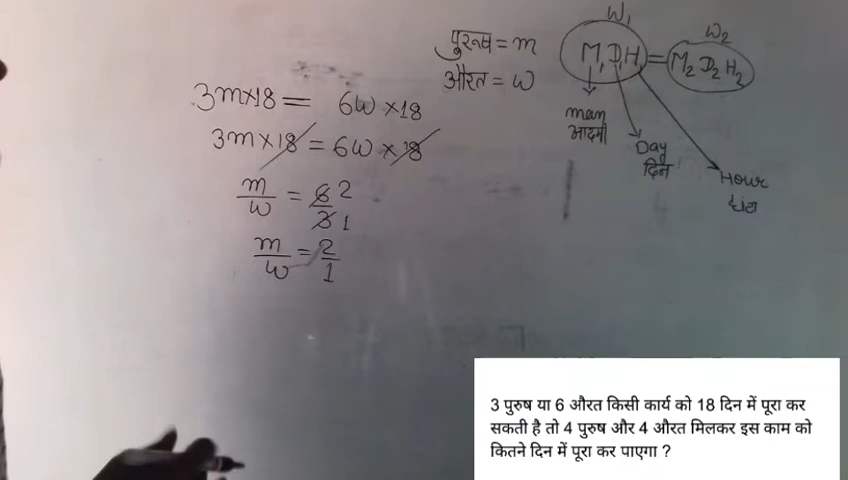 3m×18 = 6W×18
3m×18 = 6W×18
m/W = 6/3 2/1
m/W = 2/1
पुरूष = m
औरत = W
W₁ W₂
M₁D₁H₁ = M₂D₂H₂
man
आदमी
Day
दिन
Hour
घंटा
3 पुरुष या 6 औरत किसी कार्य को 18 दिन में पूरा कर
सकती है तो 4 पुरुष और 4 औरत मिलकर इस काम को
कितने दिन में पूरा कर पाएगा ?